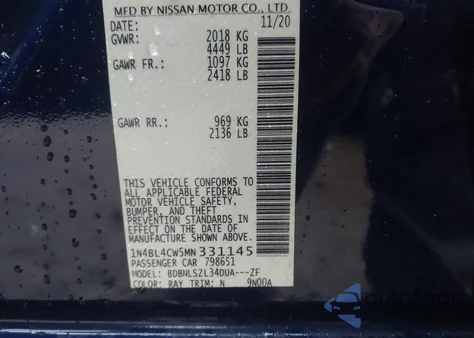 MFD BY NISSAN MOTOR CO., LTD.
DATE: 11/20
GVWR: 2018 KG
4449 LB
GAWR FR.: 1097 KG
2418 LB
GAWR RR.: 969 KG
2136 LB
THIS VEHICLE CONFORMS TO
ALL APPLICABLE FEDERAL
MOTOR VEHICLE SAFETY,
BUMPER, AND THEFT
PREVENTION STANDARDS IN
EFFECT ON THE DATE OF
MANUFACTURE SHOWN ABOVE.
1N4BL4CW5MN331145
PASSENGER CAR 798651
MODEL: BDBNLSZL34DUA---ZF
COLOR: RAY TRIM: N 9N00A